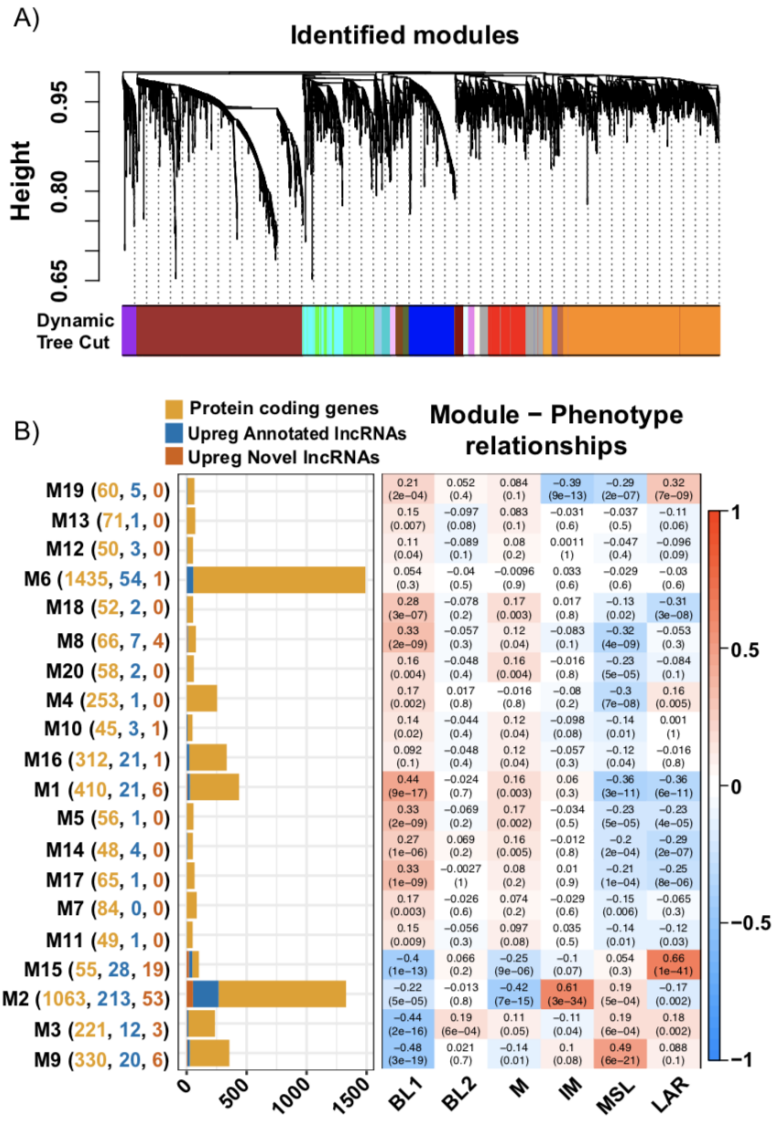 A)
Identified modules
Height
0.95
0.80
0.65
Dynamic
Tree Cut
B)
Protein coding genes
Upreg Annotated lncRNAs
Upreg Novel lncRNAs
Module − Phenotype
relationships
M19 (60, 5, 0) 0.21 0.052 0.084 −0.39 −0.29 0.32
(2e−04) (0.4) (0.1) (9e−13) (2e−07) (7e−09)
M13 (71,1, 0) 0.15 −0.097 0.083 −0.031 −0.037 −0.11
(0.007) (0.08) (0.1) (0.6) (0.5) (0.06)
M12 (50, 3, 0) 0.11 −0.089 0.08 0.0011 −0.047 −0.096
(0.04) (0.1) (0.2) (1) (0.4) (0.09)
M6 (1435, 54, 1) 0.054 −0.04 −0.0096 0.033 −0.029 −0.03
(0.3) (0.5) (0.9) (0.6) (0.6) (0.6)
M18 (52, 2, 0) 0.28 −0.078 0.17 0.017 −0.13 −0.31
(3e−07) (0.2) (0.003) (0.8) (0.02) (3e−08)
M8 (66, 7, 4) 0.33 −0.057 0.12 −0.083 −0.32 −0.053
(2e−09) (0.3) (0.04) (0.1) (4e−09) (0.3)
M20 (58, 2, 0) 0.16 −0.048 0.16 −0.016 −0.23 −0.084
(0.004) (0.4) (0.004) (0.8) (5e−05) (0.1)
M4 (253, 1, 0) 0.17 0.017 −0.016 −0.08 −0.3 0.16
(0.002) (0.8) (0.8) (0.2) (7e−08) (0.005)
M10 (45, 3, 1) 0.14 −0.044 0.12 −0.098 −0.14 0.001
(0.02) (0.4) (0.04) (0.08) (0.01) (1)
M16 (312, 21, 1) 0.092 −0.048 0.12 −0.057 −0.12 −0.016
(0.1) (0.4) (0.04) (0.3) (0.04) (0.8)
M1 (410, 21, 6) 0.44 −0.024 0.16 0.06 −0.36 −0.36
(9e−17) (0.7) (0.003) (0.3) (3e−11) (6e−11)
M5 (56, 1, 0) 0.33 −0.069 0.17 −0.034 −0.23 −0.23
(2e−09) (0.2) (0.002) (0.5) (5e−05) (4e−05)
M14 (48, 4, 0) 0.27 0.069 0.16 −0.012 −0.2 −0.29
(1e−06) (0.2) (0.005) (0.8) (2e−04) (2e−07)
M17 (65, 1, 0) 0.33 −0.0027 0.08 0.01 −0.21 −0.25
(1e−09) (1) (0.2) (0.9) (1e−04) (8e−06)
M7 (84, 0, 0) 0.17 −0.026 0.074 −0.029 −0.15 −0.065
(0.003) (0.6) (0.2) (0.6) (0.006) (0.3)
M11 (49, 1, 0) 0.15 −0.056 0.097 0.035 −0.14 −0.12
(0.009) (0.3) (0.08) (0.5) (0.01) (0.03)
M15 (55, 28, 19) −0.4 0.066 −0.25 −0.1 0.054 0.66
(1e−13) (0.2) (9e−06) (0.07) (0.3) (1e−41)
M2 (1063, 213, 53) −0.22 −0.013 −0.42 0.61 0.19 −0.17
(5e−05) (0.8) (7e−15) (3e−34) (5e−04) (0.002)
M3 (221, 12, 3) −0.44 0.19 0.11 −0.11 0.19 0.18
(2e−16) (6e−04) (0.05) (0.04) (6e−04) (0.002)
M9 (330, 20, 6) −0.48 0.021 −0.14 0.1 0.49 0.088
(3e−19) (0.7) (0.01) (0.08) (6e−21) (0.1)
1
0.5
0
−0.5
−1
0 500 1000 1500
BL1 BL2 M IM MSL LAR